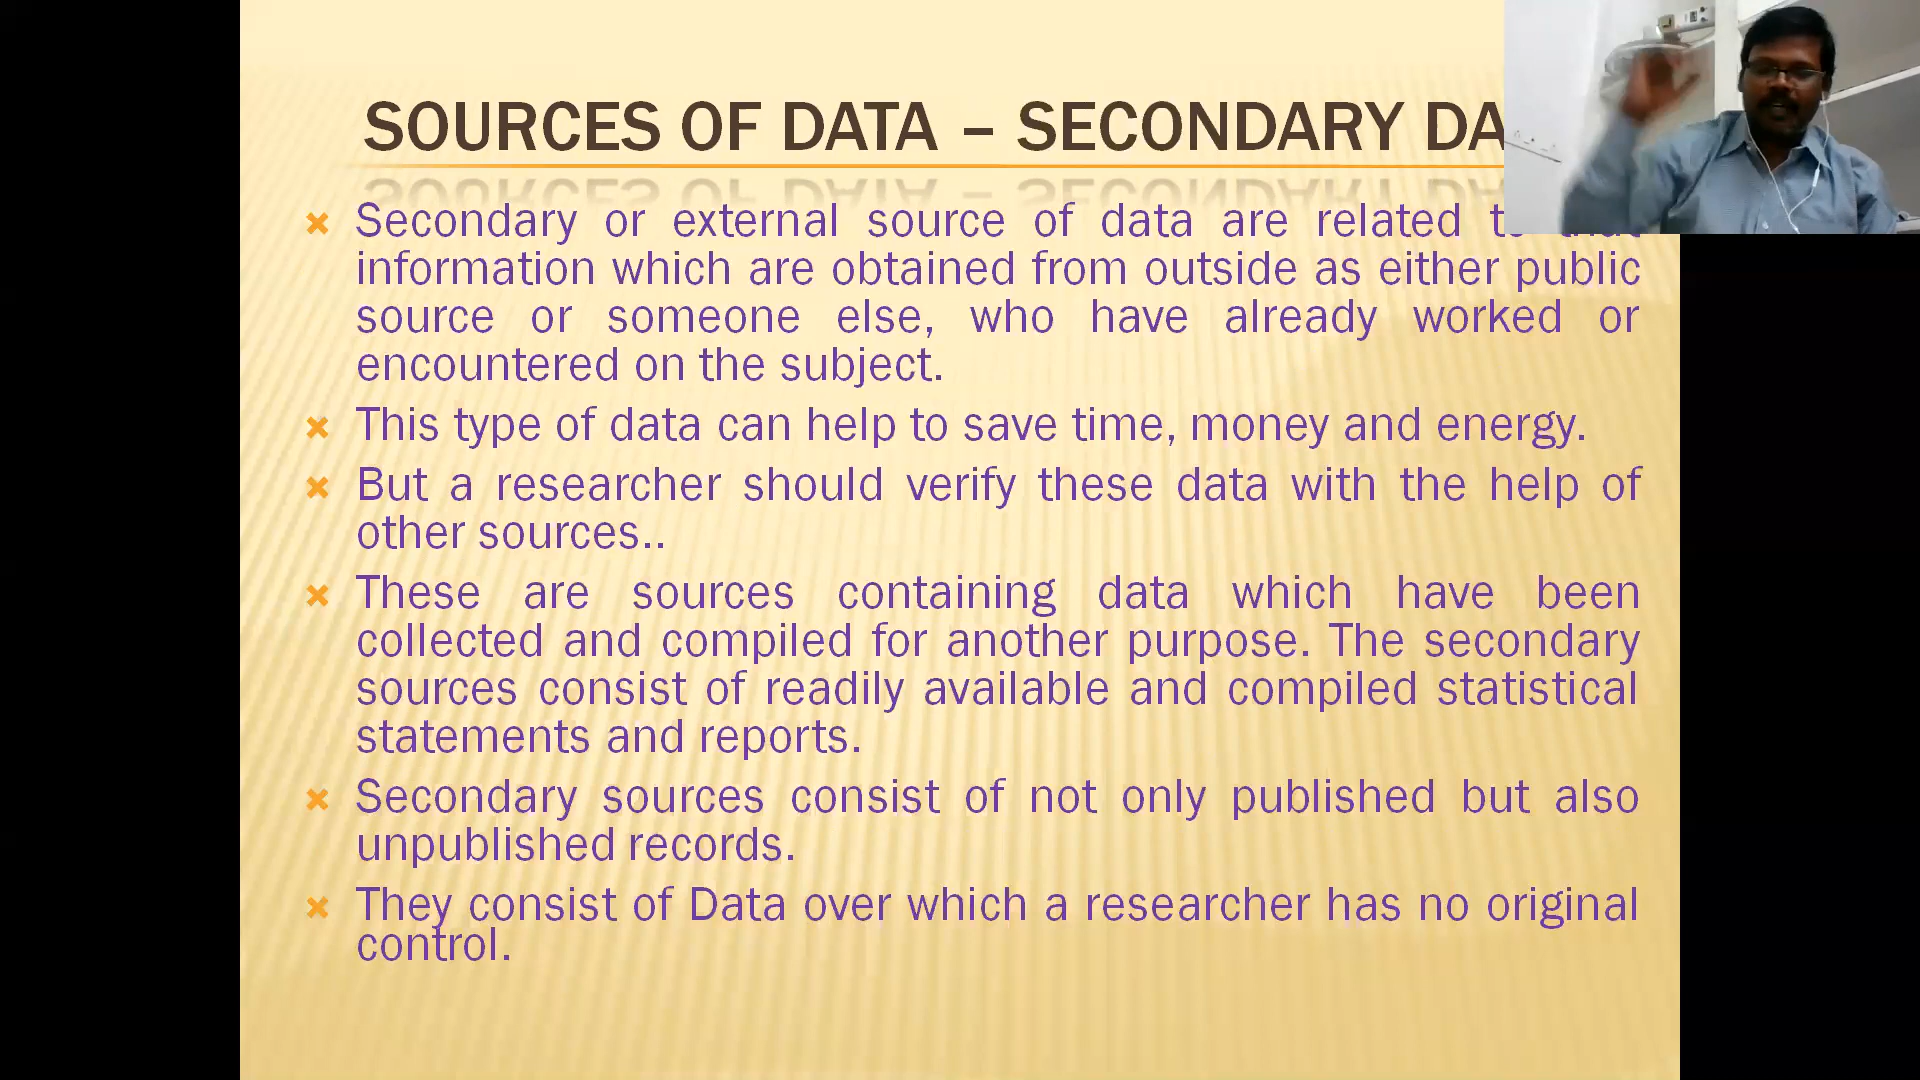 SOURCES OF DATA – SECONDARY DA
Secondary or external source of data are related to that
information which are obtained from outside as either public
source or someone else, who have already worked or
encountered on the subject.
This type of data can help to save time, money and energy.
But a researcher should verify these data with the help of
other sources..
These are sources containing data which have been
collected and compiled for another purpose. The secondary
sources consist of readily available and compiled statistical
statements and reports.
Secondary sources consist of not only published but also
unpublished records.
They consist of Data over which a researcher has no original
control.